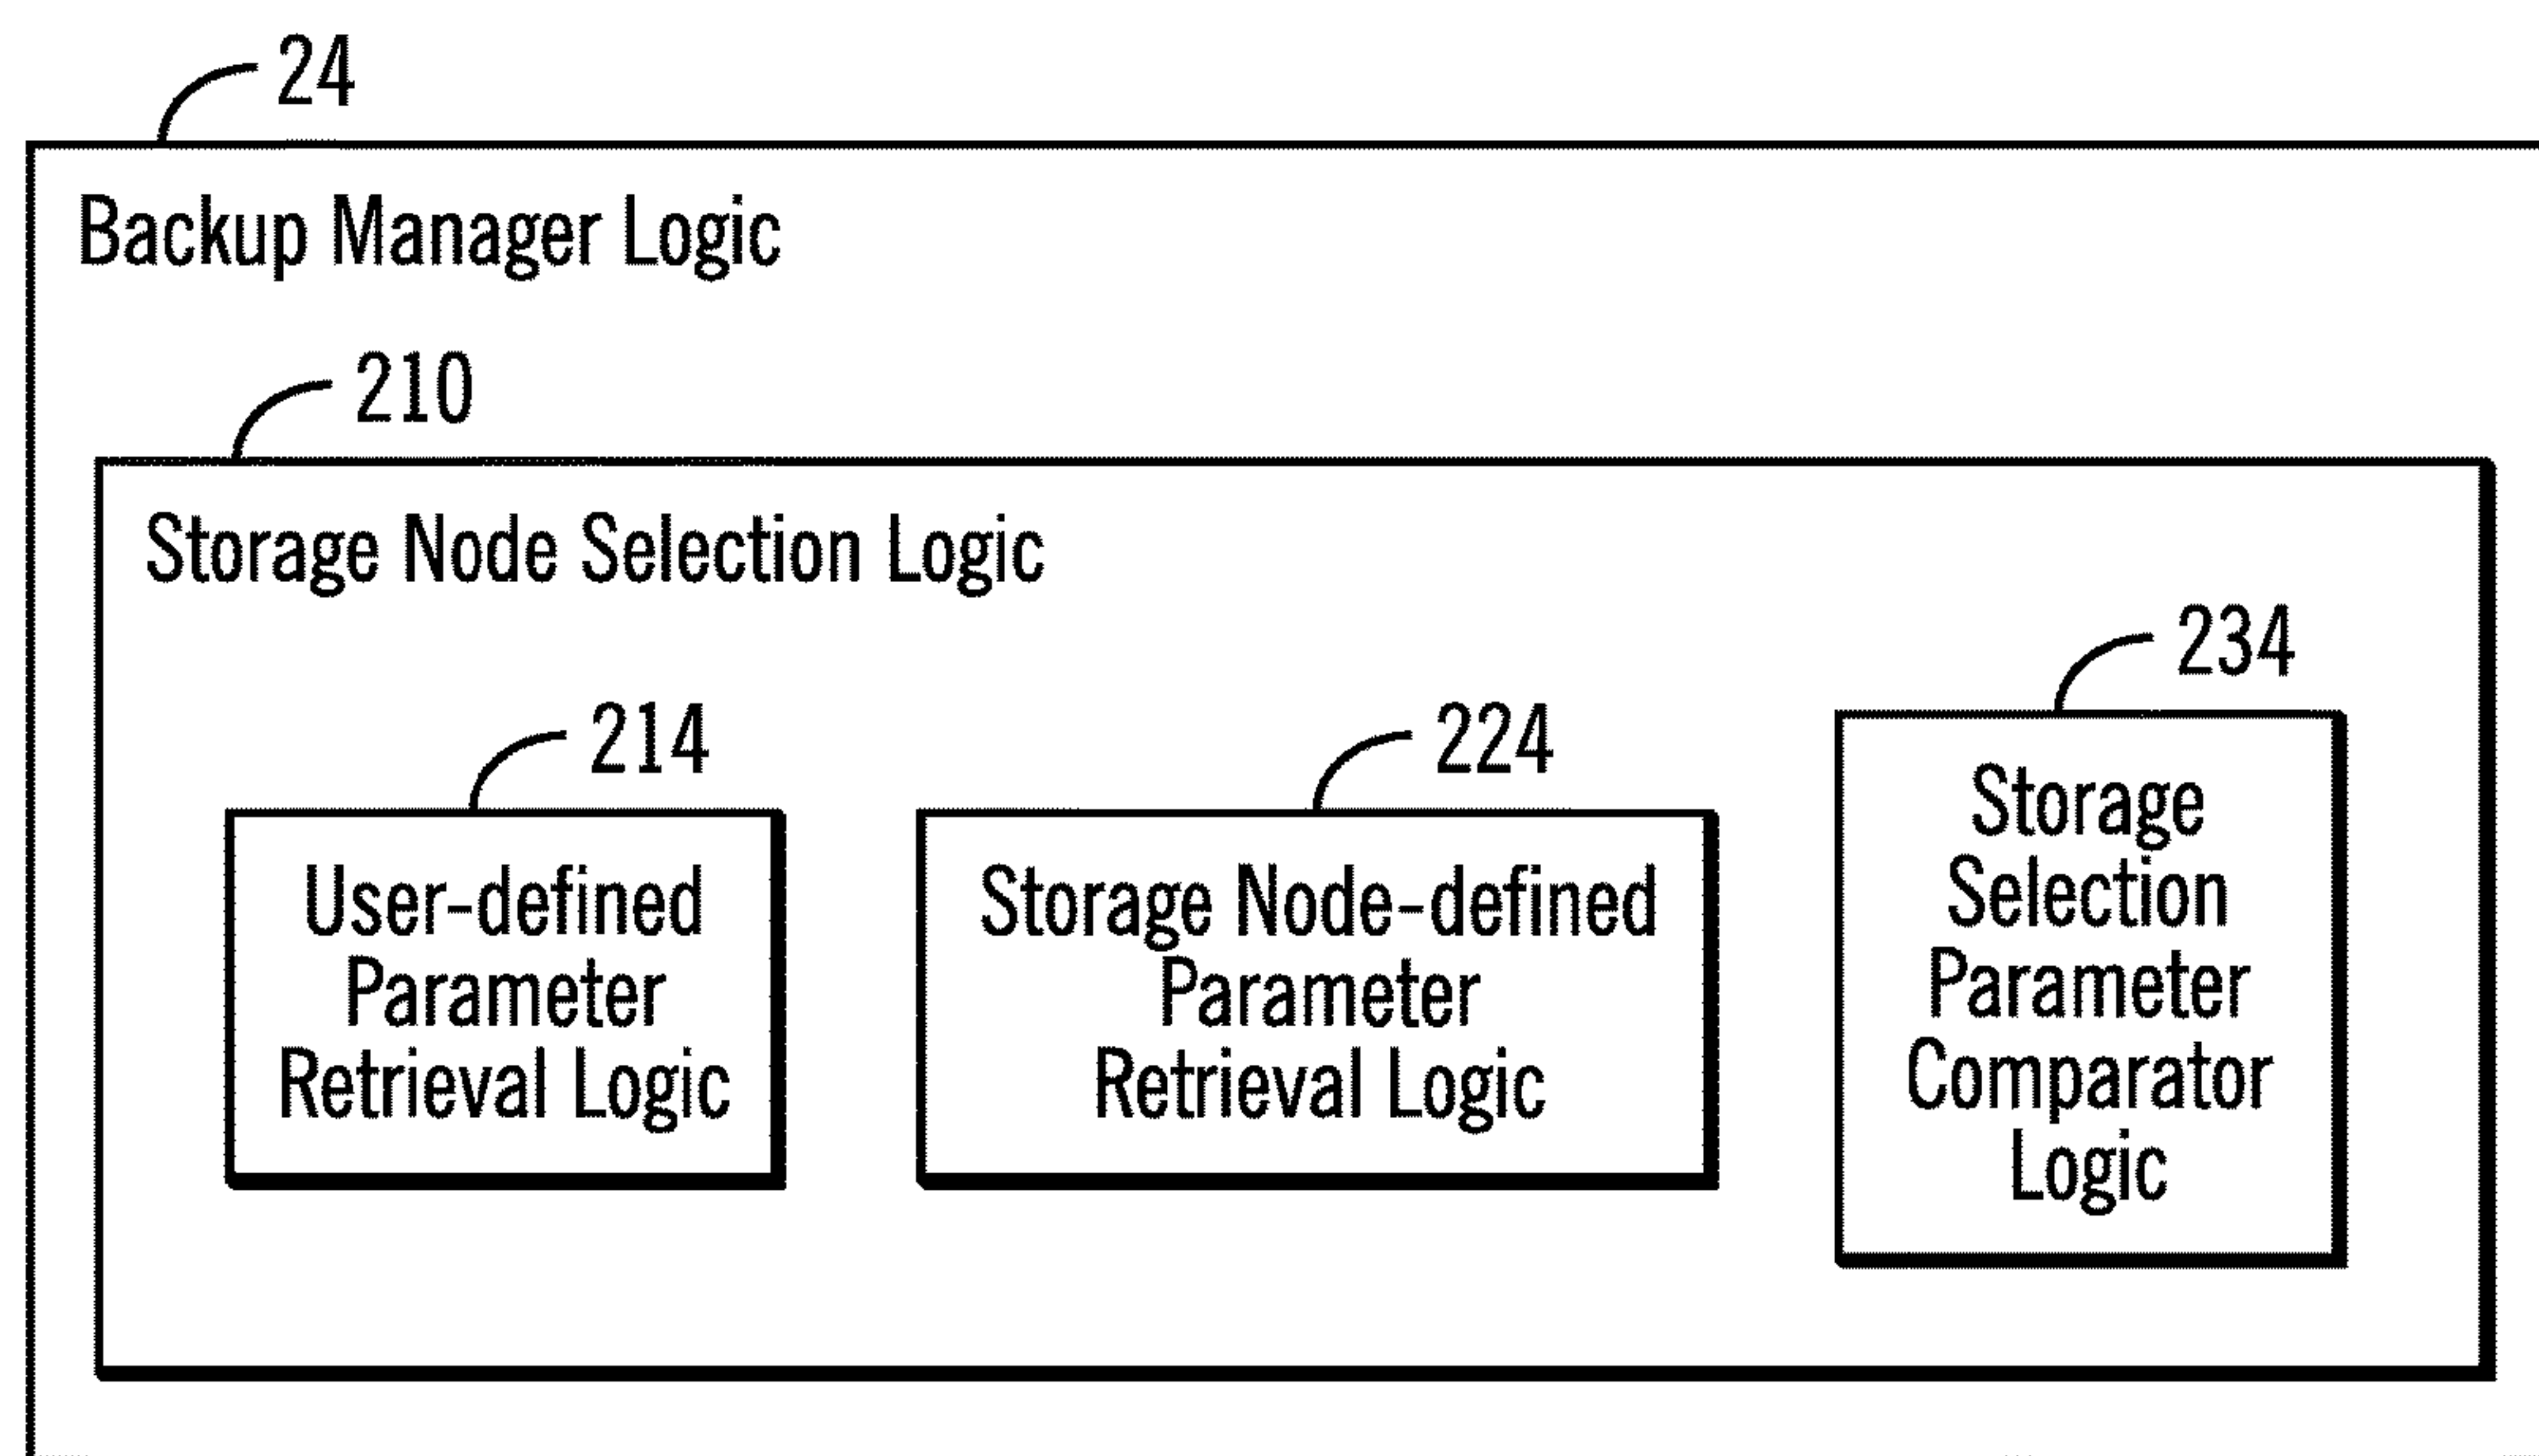 24
Backup Manager Logic
210
Storage Node Selection Logic
214
User-defined
Parameter
Retrieval Logic
224
Storage Node-defined
Parameter
Retrieval Logic
234
Storage
Selection
Parameter
Comparator
Logic